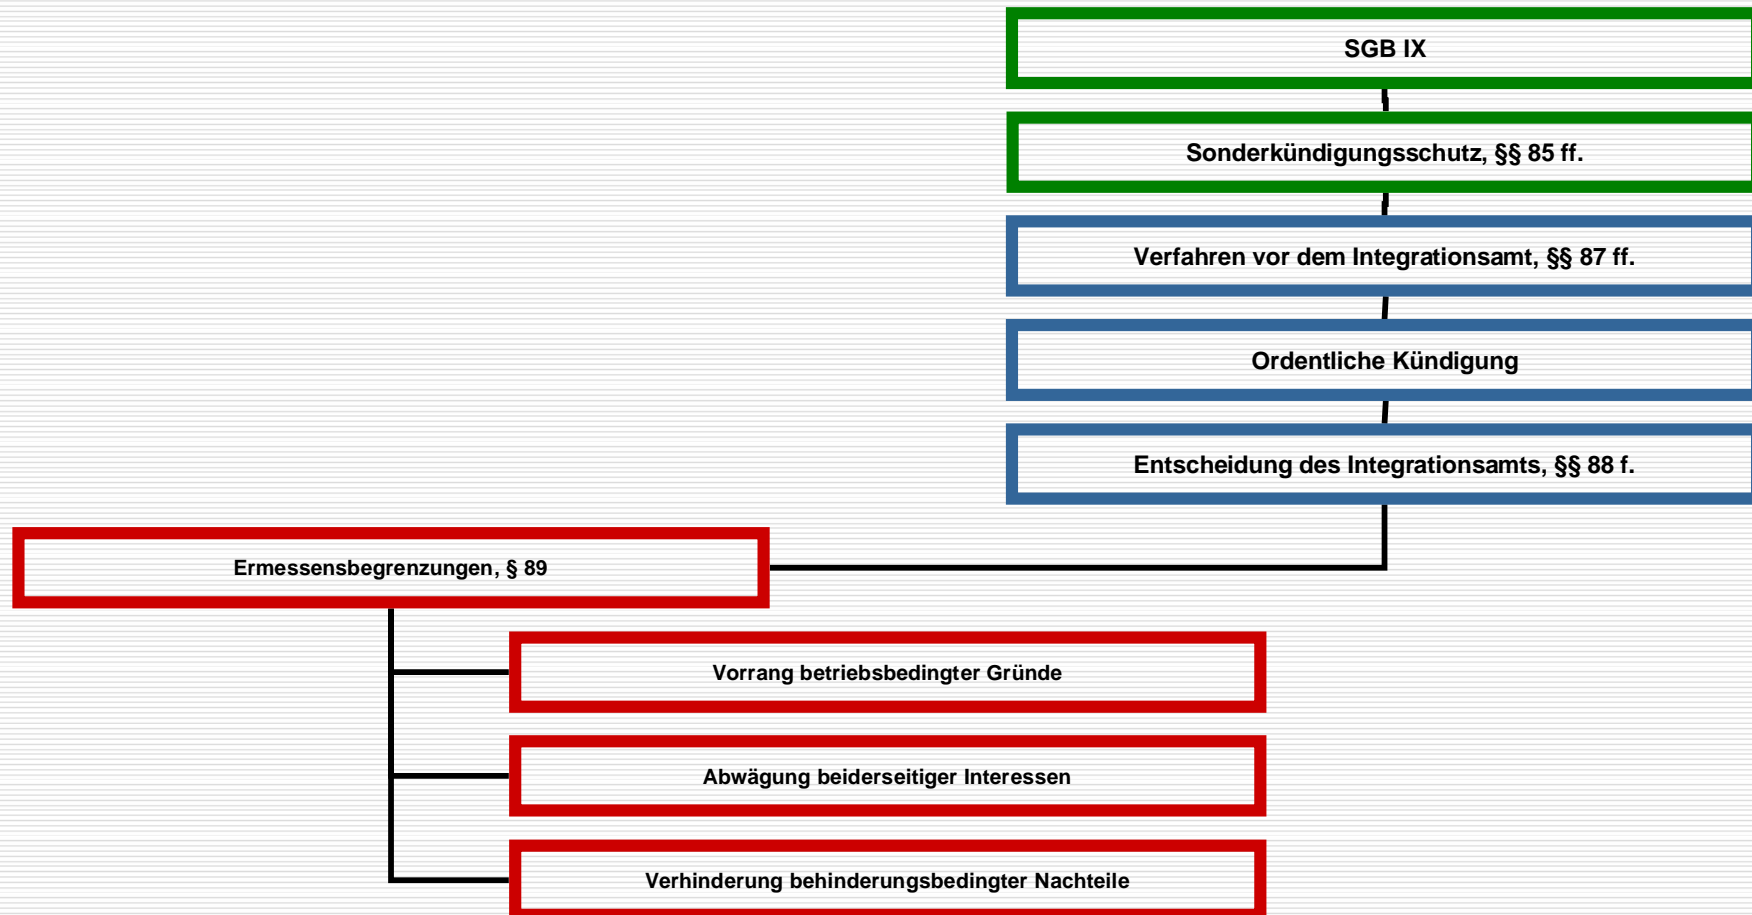 SGB IX
Sonderkündigungsschutz, §§ 85 ff.
Verfahren vor dem Integrationsamt, §§ 87 ff.
Ordentliche Kündigung
Entscheidung des Integrationsamts, §§ 88 f.
Ermessensbegrenzungen, § 89
Vorrang betriebsbedingter Gründe
Abwägung beiderseitiger Interessen
Verhinderung behinderungsbedingter Nachteile